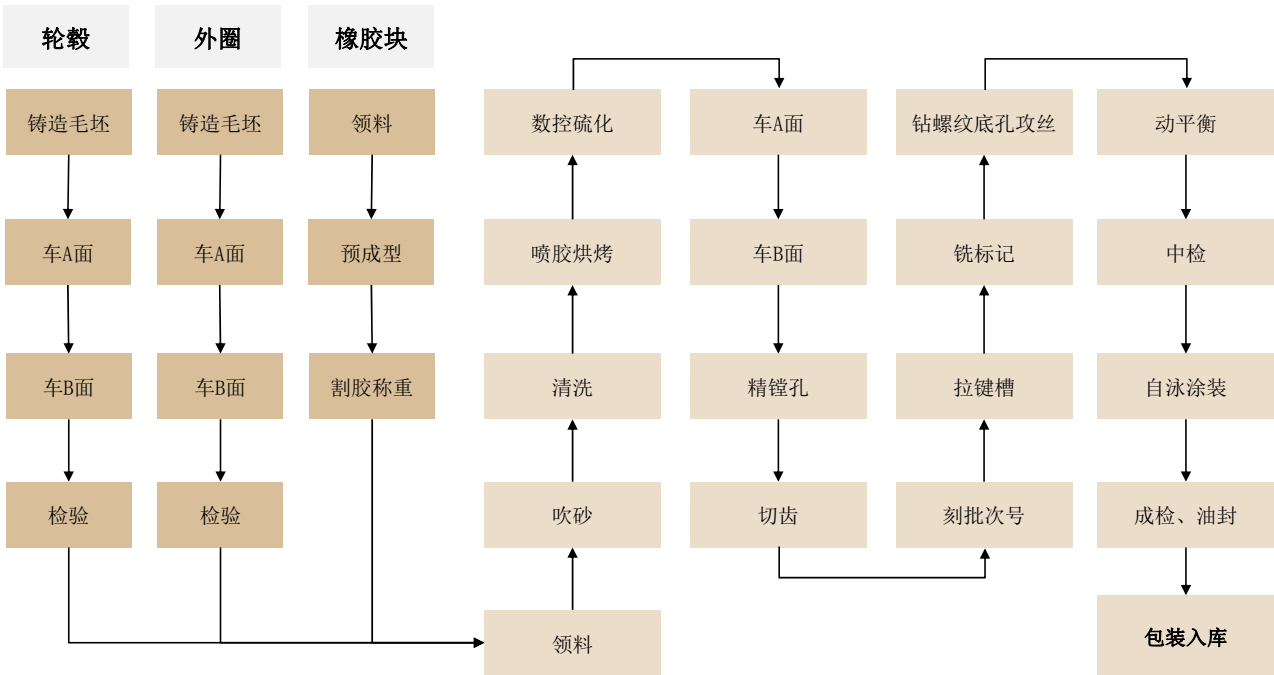 轮毂
外圈
橡胶块
铸造毛坯
车A面
车B面
检验
铸造毛坯
车A面
车B面
检验
领料
预成型
割胶称重
领料
吹砂
清洗
喷胶烘烤
数控硫化
车A面
车B面
精镗孔
切齿
刻批次号
拉键槽
铣标记
钻螺纹底孔攻丝
动平衡
中检
自泳涂装
成检、油封
包装入库